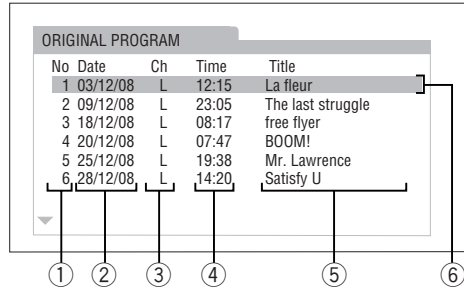 ORIGINAL PROGRAM
No Date Ch Time Title
1 03/12/08 L 12:15 La fleur
2 09/12/08 L 23:05 The last struggle
3 18/12/08 L 08:17 free flyer
4 20/12/08 L 07:47 BOOM!
5 25/12/08 L 19:38 Mr. Lawrence
6 28/12/08 L 14:20 Satisfy U
1 2 3 4 5 6